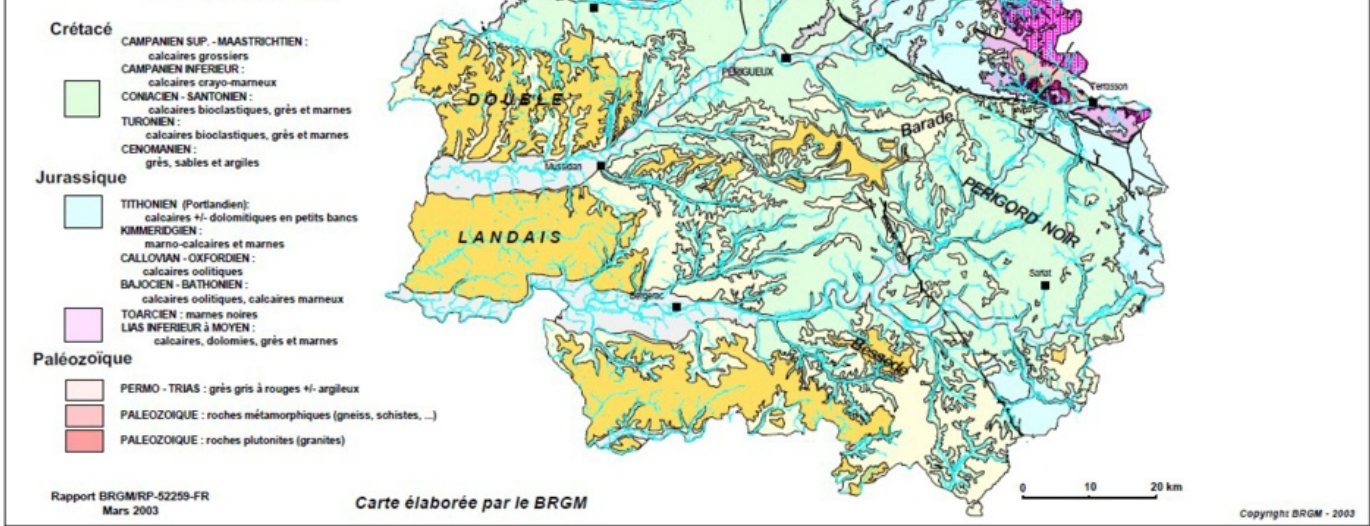 Crétacé
CAMPANIEN SUP. - MAASTRICHTIEN :
calcaires grossiers
CAMPANIEN INFERIEUR :
calcaires crayo-marneux
CONIACIEN - SANTONIEN :
calcaires bioclastiques, grès et marnes
TURONIEN :
calcaires bioclastiques, grès et marnes
CENOMANIEN :
grès, sables et argiles
Jurassique
TITHONIEN (Portlandien):
calcaires +/- dolomitiques en petits bancs
KIMMERIDGIEN :
marno-calcaires et marnes
CALLOVIAN - OXFORDIEN :
calcaires oolitiques
BAJOCIEN - BATHONIEN :
calcaires oolitiques, calcaires marneux
TOARCIEN : marnes noires
LIAS INFERIEUR à MOYEN :
calcaires, dolomies, grès et marnes
Paléozoïque
PERMO - TRIAS : grès gris à rouges +/- argileux
PALEOZOIQUE : roches métamorphiques (gneiss, schistes, ...)
PALEOZOIQUE : roches plutonites (granites)
Rapport BRGM/RP-52259-FR
Mars 2003
Carte élaborée par le BRGM
PERIGUEUX
Terrasson
DOUBLE
Barade
Mussidan
PERIGORD NOIR
LANDAIS
Sarlat
Bergerac
Bessède
0 10 20 km
Copyright BRGM - 2003